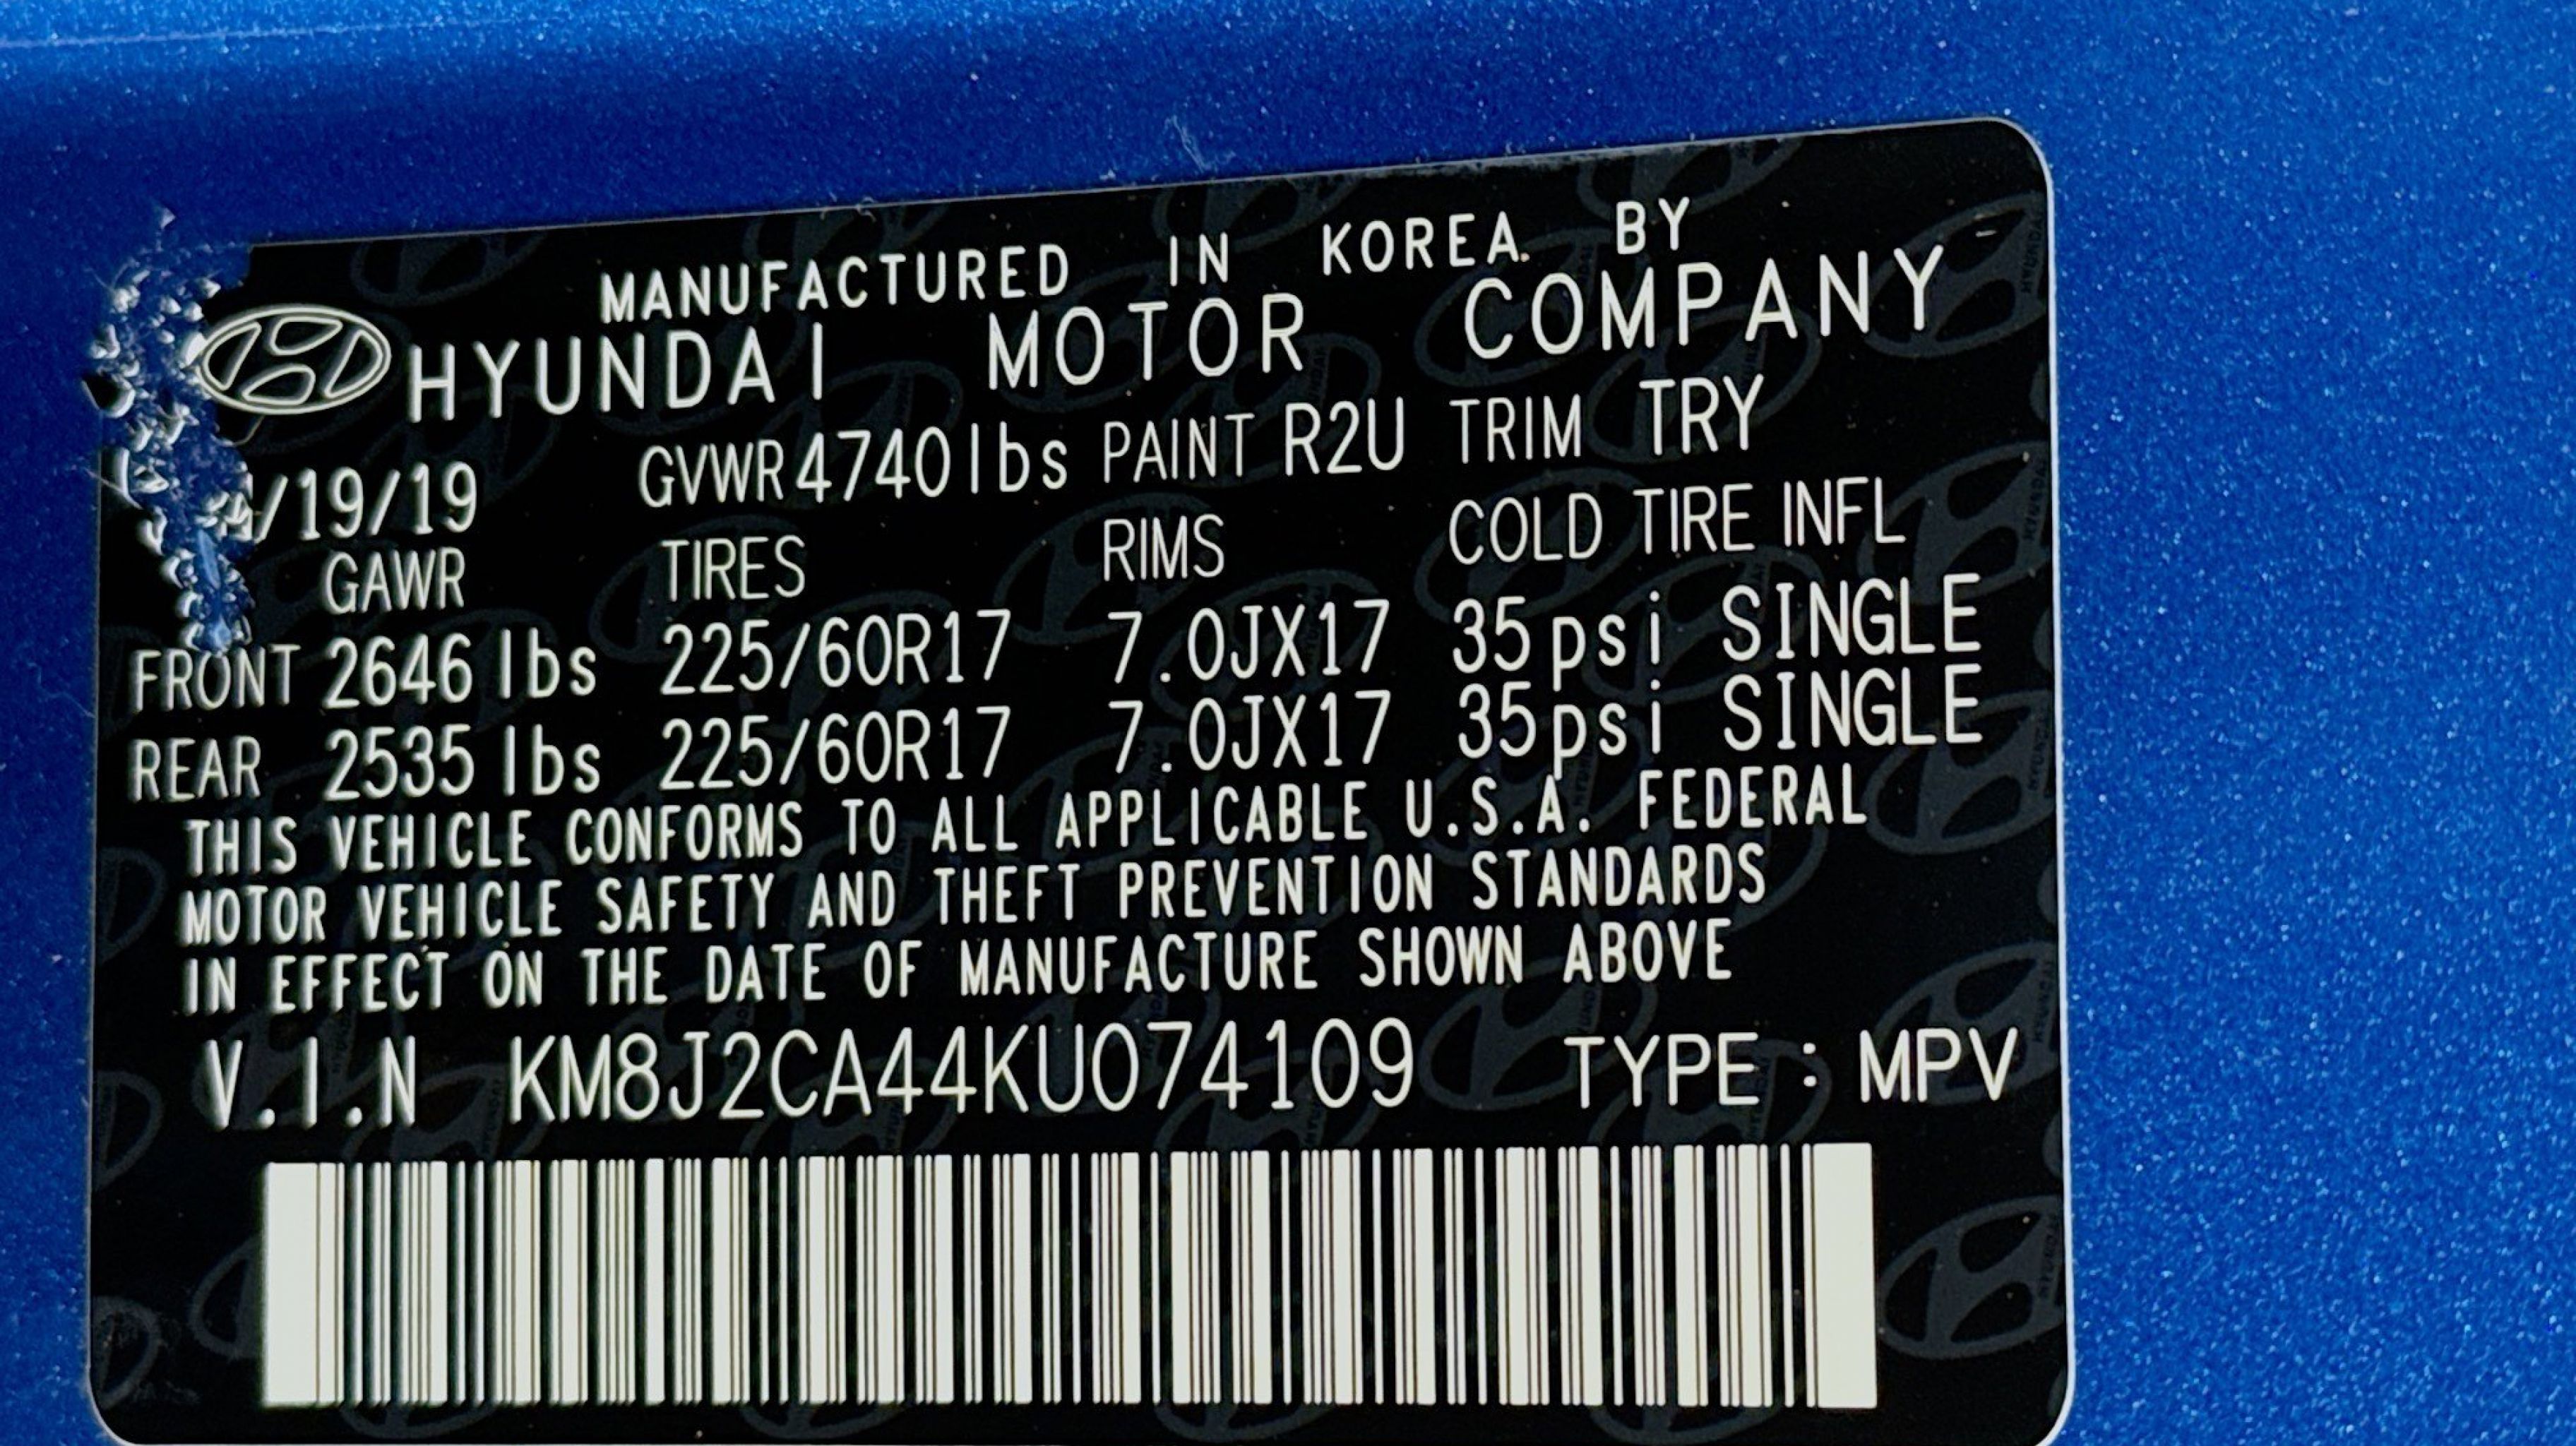 MANUFACTURED IN KOREA BY
HYUNDAI MOTOR COMPANY
/19/19 GVWR 4740 lbs PAINT R2U TRIM TRY
GAWR TIRES RIMS COLD TIRE INFL
FRONT 2646 lbs 225/60R17 7.0JX17 35psi SINGLE
REAR 2535 lbs 225/60R17 7.0JX17 35psi SINGLE
THIS VEHICLE CONFORMS TO ALL APPLICABLE U.S.A. FEDERAL
MOTOR VEHICLE SAFETY AND THEFT PREVENTION STANDARDS
IN EFFECT ON THE DATE OF MANUFACTURE SHOWN ABOVE
V.I.N KM8J2CA44KU074109 TYPE : MPV